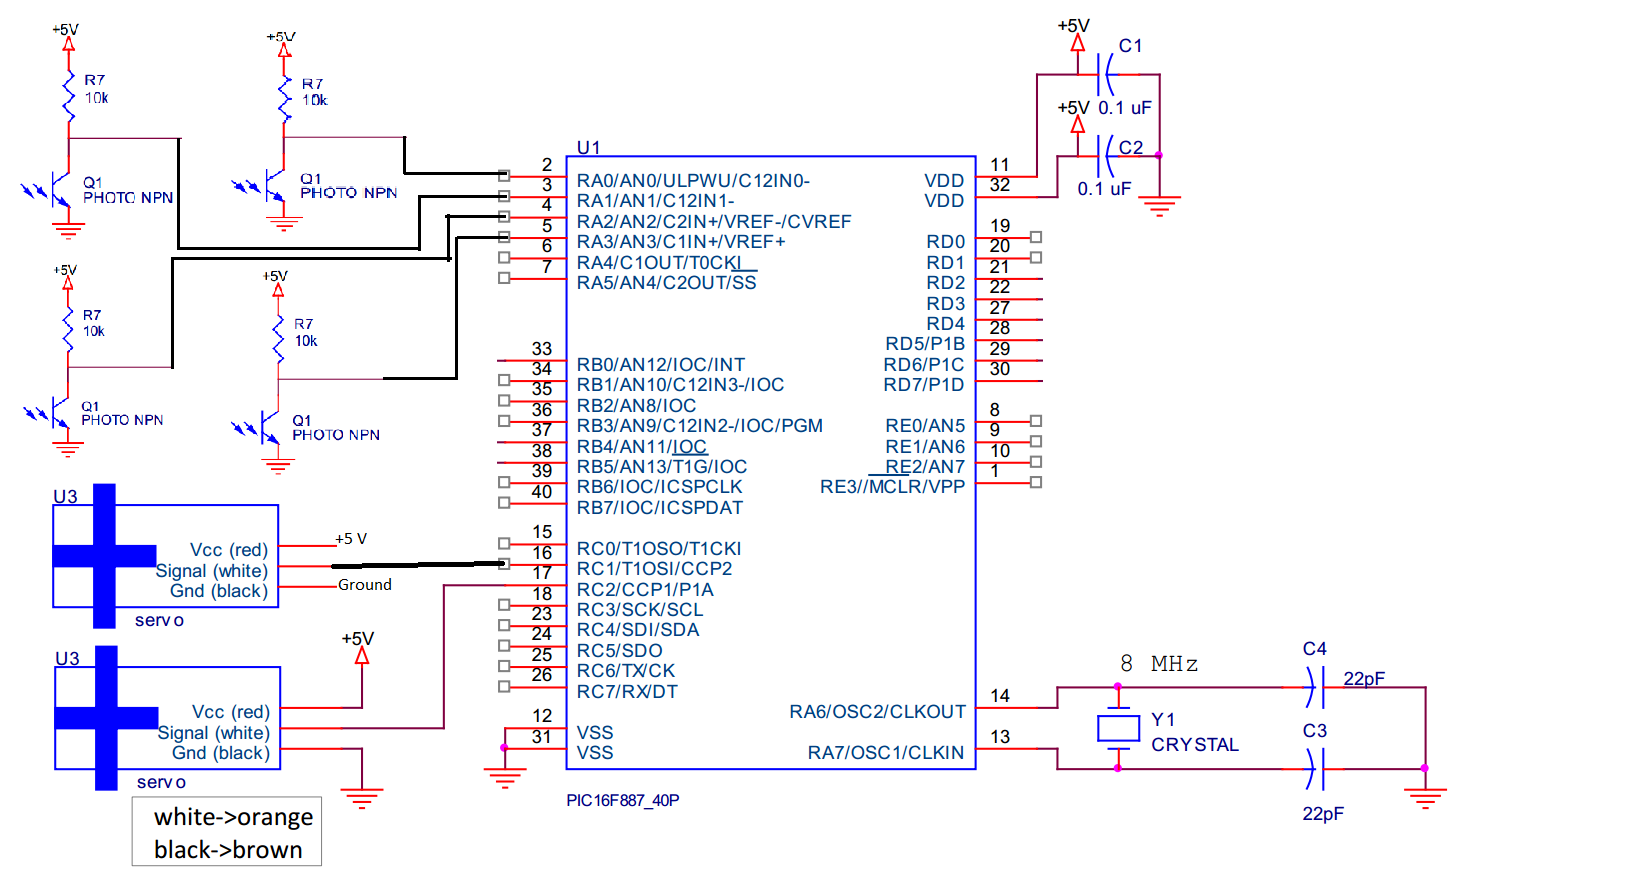 +5V
R7
10k
Q1
PHOTO NPN
+5V
R7
10k
Q1
PHOTO NPN
+5V
R7
10k
Q1
PHOTO NPN
+5V
R7
10k
Q1
PHOTO NPN
U3
Vcc (red)
Signal (white)
Gnd (black)
+5 V
Ground
servo
U3
Vcc (red)
Signal (white)
Gnd (black)
+5V
servo
white->orange
black->brown
U1
2 RA0/AN0/ULPWU/C12IN0-
3 RA1/AN1/C12IN1-
4 RA2/AN2/C2IN+/VREF-/CVREF
5 RA3/AN3/C1IN+/VREF+
6 RA4/C1OUT/T0CKI
7 RA5/AN4/C2OUT/SS
33 RB0/AN12/IOC/INT
34 RB1/AN10/C12IN3-/IOC
35 RB2/AN8/IOC
36 RB3/AN9/C12IN2-/IOC/PGM
37 RB4/AN11/IOC
38 RB5/AN13/T1G/IOC
39 RB6/IOC/ICSPCLK
40 RB7/IOC/ICSPDAT
15 RC0/T1OSO/T1CKI
16 RC1/T1OSI/CCP2
17 RC2/CCP1/P1A
18 RC3/SCK/SCL
23 RC4/SDI/SDA
24 RC5/SDO
25 RC6/TX/CK
26 RC7/RX/DT
12 VSS
31 VSS
PIC16F887_40P
VDD 11
VDD 32
RD0 19
RD1 20
RD2 21
RD3 22
RD4 27
RD5/P1B 28
RD6/P1C 29
RD7/P1D 30
RE0/AN5 8
RE1/AN6 9
RE2/AN7 10
RE3//MCLR/VPP 1
RA6/OSC2/CLKOUT 14
RA7/OSC1/CLKIN 13
+5V
C1
0.1 uF
+5V
C2
0.1 uF
8 MHz
Y1
CRYSTAL
C4
22pF
C3
22pF